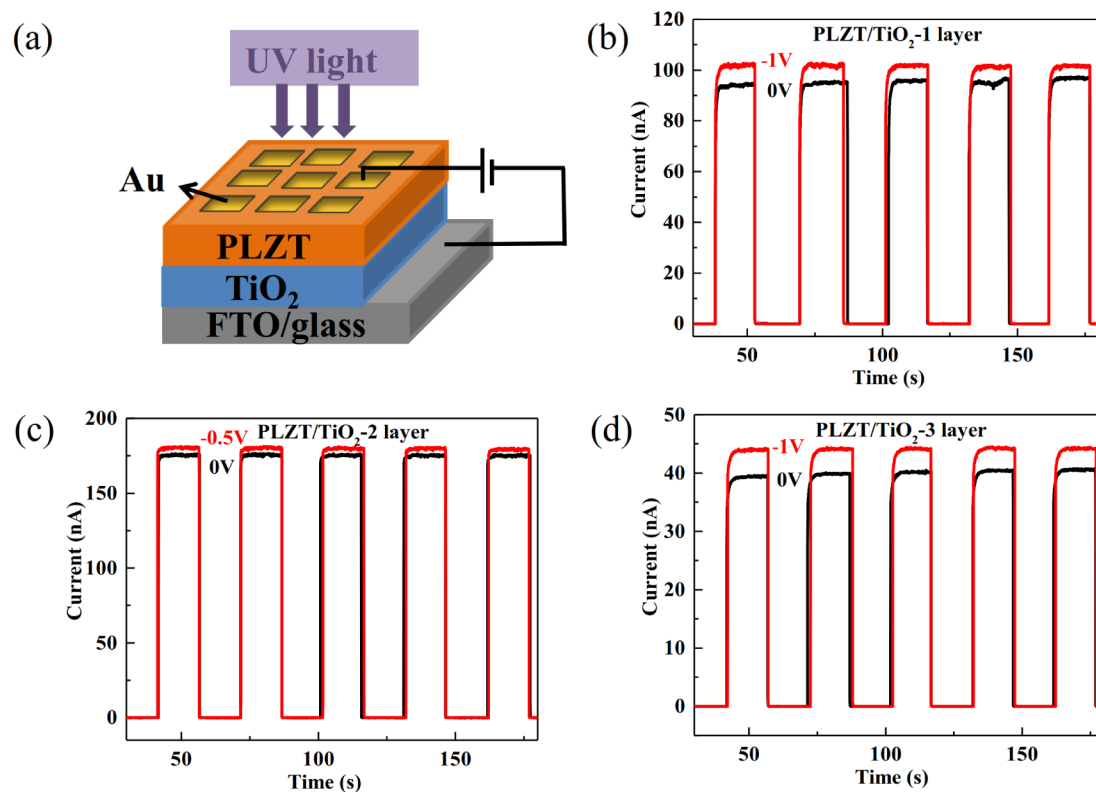 (a)
UV light
Au
PLZT
TiO₂
FTO/glass
(b)
PLZT/TiO₂-1 layer
-1V
0V
120
100
80
60
40
20
0
Current (nA)
50
100
150
Time (s)
(c)
PLZT/TiO₂-2 layer
-0.5V
0V
200
150
100
50
0
Current (nA)
50
100
150
Time (s)
(d)
PLZT/TiO₂-3 layer
-1V
0V
50
40
30
20
10
0
Current (nA)
50
100
150
Time (s)